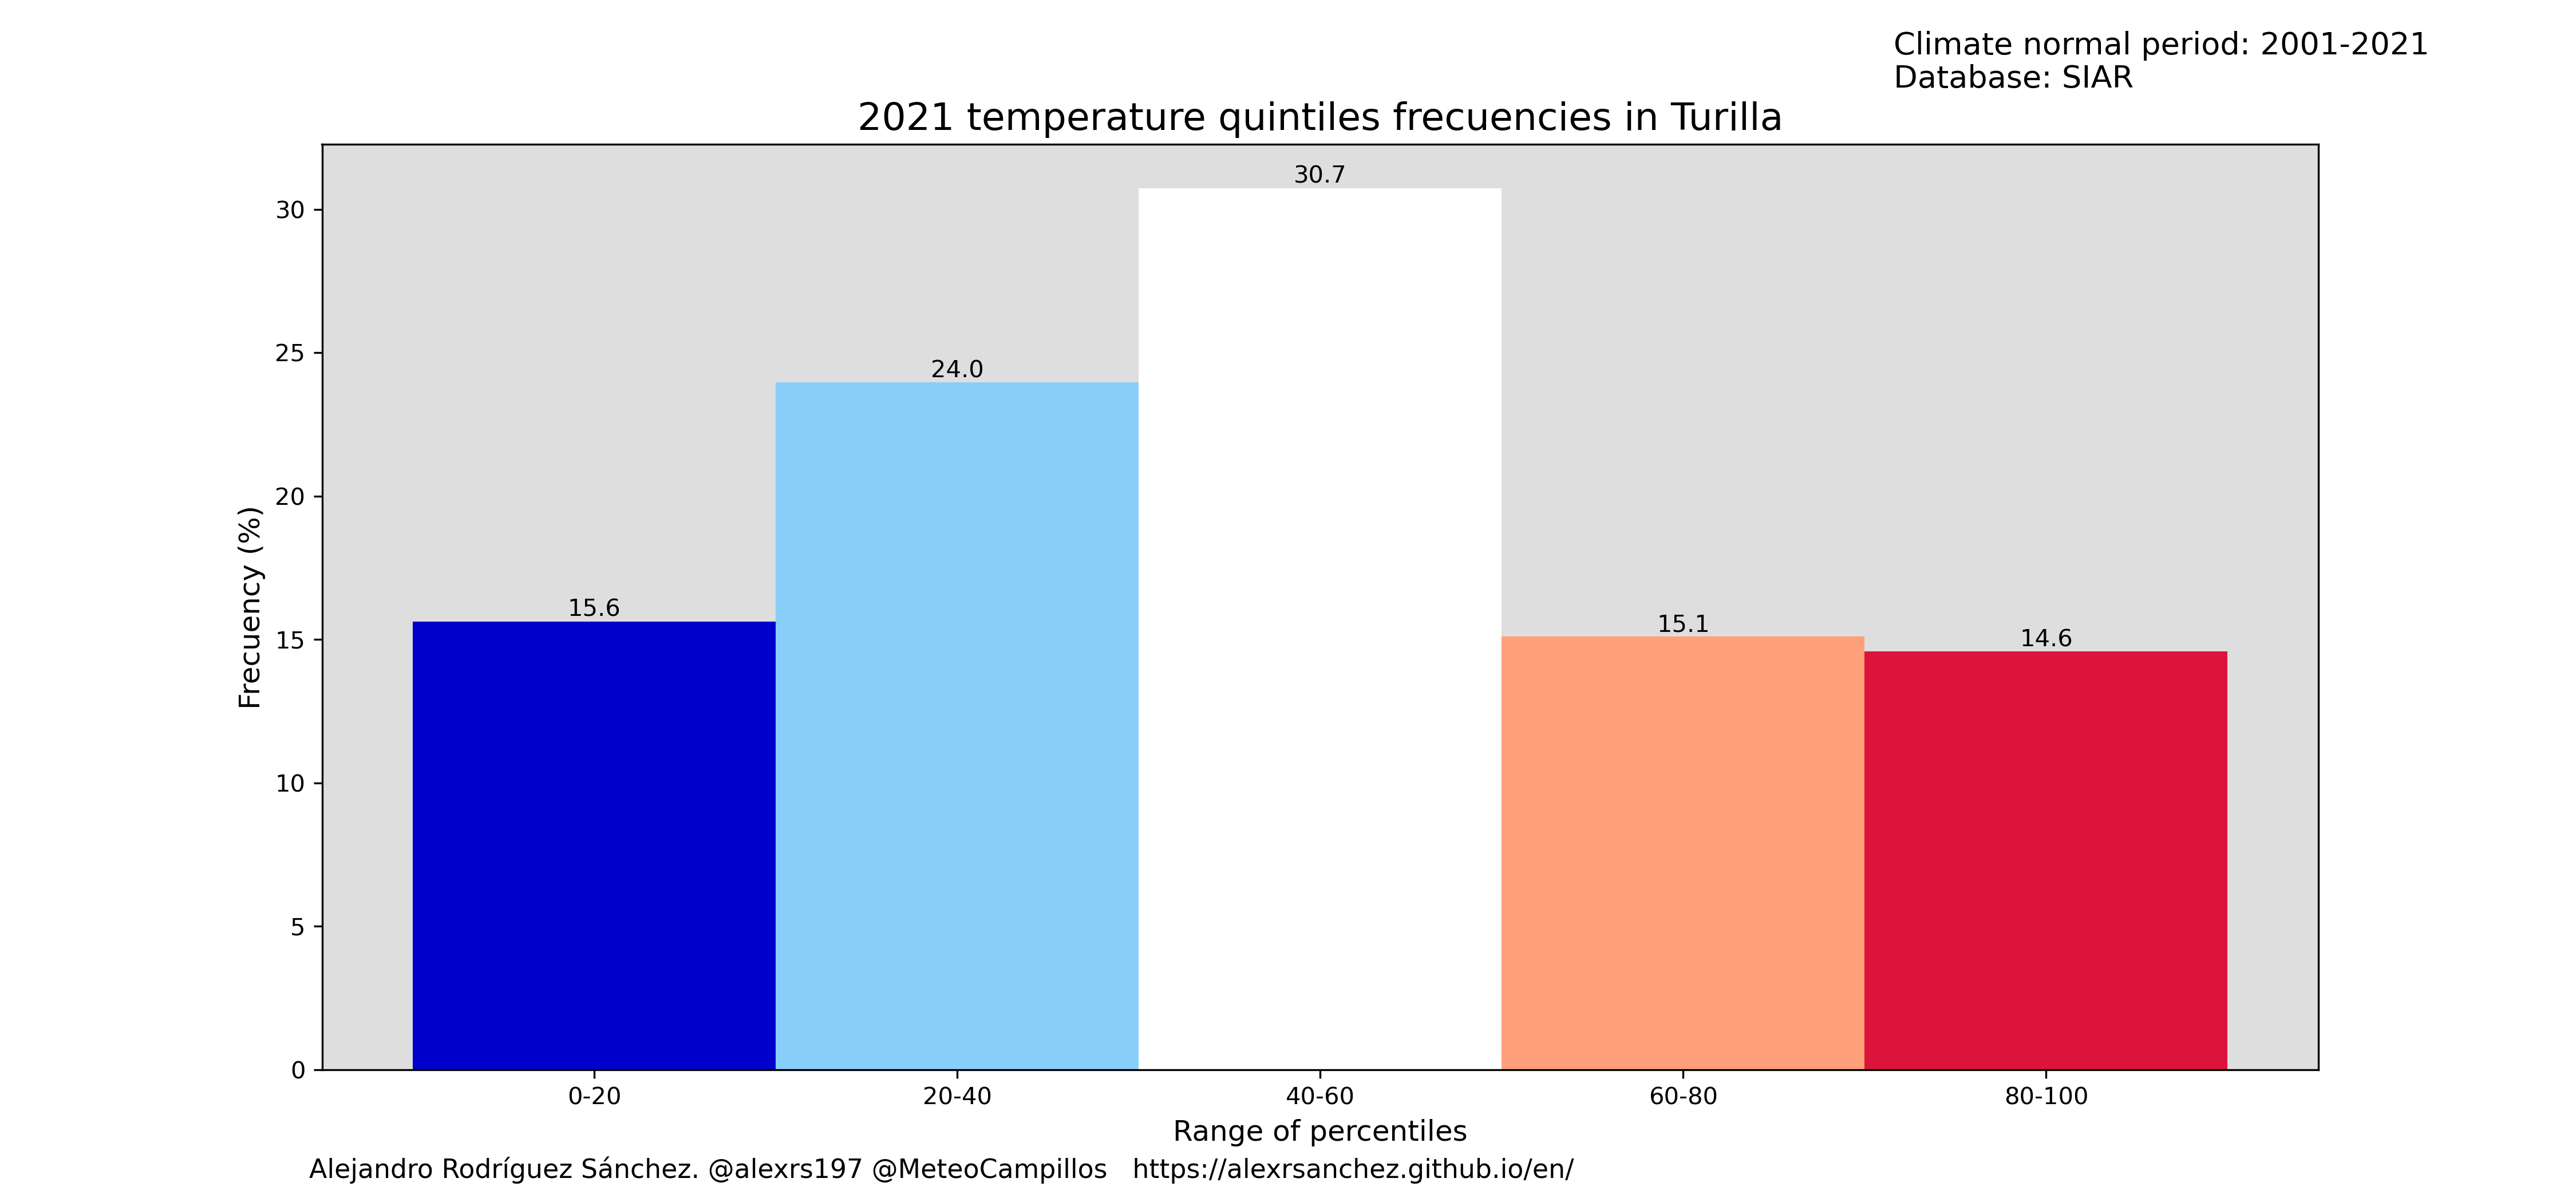 Climate normal period: 2001-2021
Database: SIAR
2021 temperature quintiles frecuencies in Turilla
30.7
30
25
24.0
20
Frecuency (%)
15.6
15.1
15
14.6
10
5
0
0-20
20-40
40-60
60-80
80-100
Range of percentiles
Alejandro Rodríguez Sánchez. @alexrs197 @MeteoCampillos https://alexrsanchez.github.io/en/